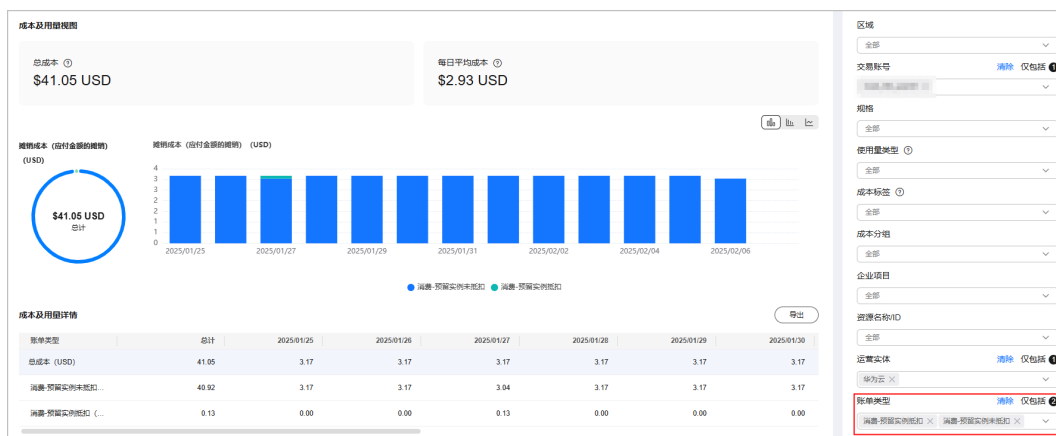 成本及用量视图
总成本
$41.05 USD
每日平均成本
$2.93 USD
摊销成本（应付金额的摊销）
(USD)
$41.05 USD
总计
摊销成本（应付金额的摊销） (USD)
4
3
3
2
2
1
1
0
2025/01/25
2025/01/27
2025/01/29
2025/01/31
2025/02/02
2025/02/04
2025/02/06
消费-预留实例未抵扣
消费-预留实例抵扣
成本及用量详情
导出
账单类型 总计 2025/01/25 2025/01/26 2025/01/27 2025/01/28 2025/01/29 2025/01/30
总成本 (USD) 41.05 3.17 3.17 3.17 3.17 3.17 3.17
消费-预留实例未抵扣... 40.92 3.17 3.17 3.04 3.17 3.17 3.17
消费-预留实例抵扣（... 0.13 0.00 0.00 0.13 0.00 0.00 0.00
区域
全部
交易账号 清除 仅包括 1
规格
全部
使用量类型
全部
成本标签
全部
成本分组
全部
企业项目
全部
资源名称/ID
全部
运营实体 清除 仅包括 1
华为云
账单类型 清除 仅包括 2
消费-预留实例抵扣 消费-预留实例未抵扣